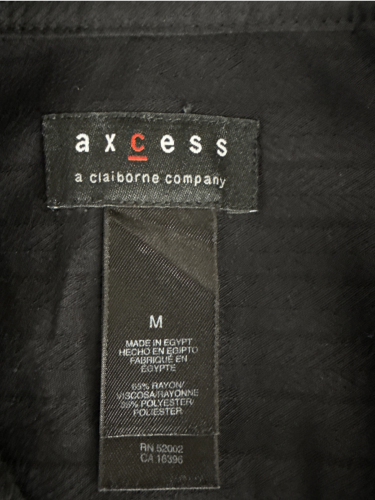 axcess
a claiborne company
M
MADE IN EGYPT
HECHO EN EGIPTO
FABRIQUÉ EN
ÉGYPTE
65% RAYON/
VISCOSA/RAYONNE
35% POLYESTER/
POLIESTER
RN 52002
CA 16396